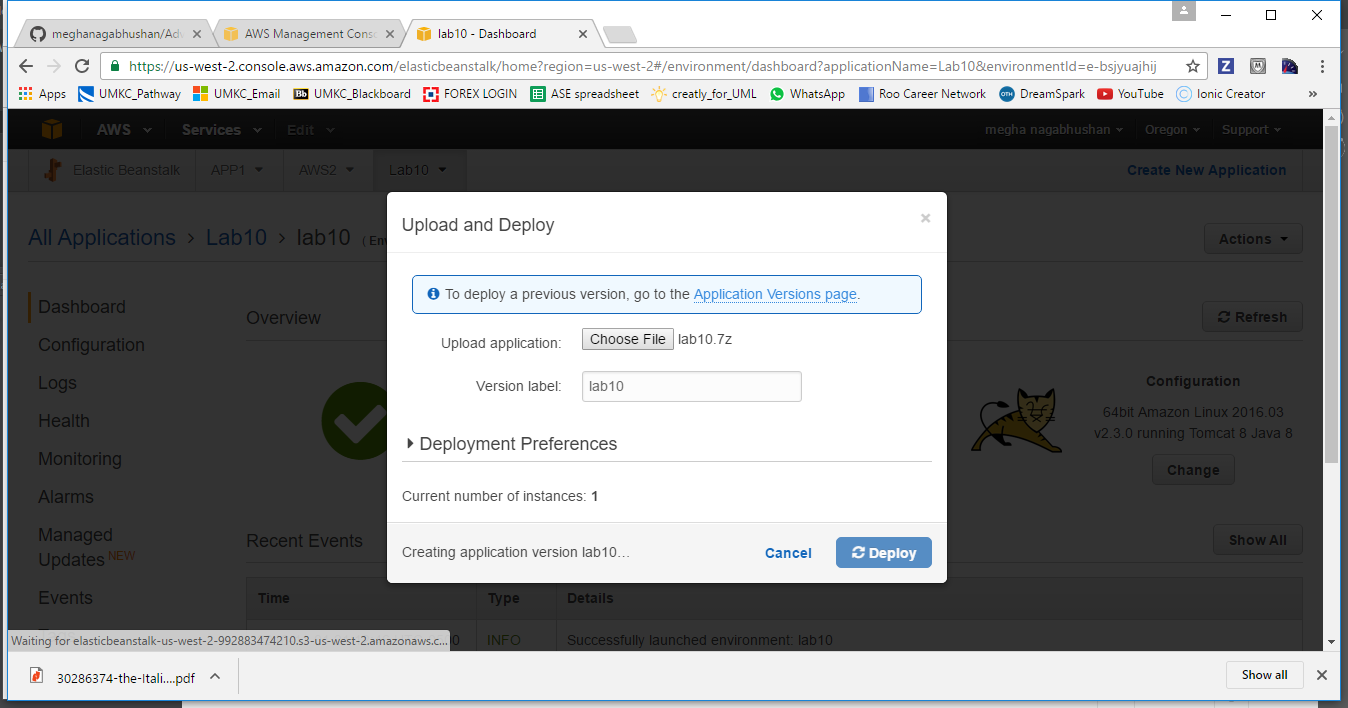 meghanagabhushan/Adv
AWS Management Conso
lab10 - Dashboard
https://us-west-2.console.aws.amazon.com/elasticbeanstalk/home?region=us-west-2#/environment/dashboard?applicationName=Lab10&environmentId=e-bsjyuajhij
Apps UMKC_Pathway UMKC_Email Bb UMKC_Blackboard FOREX LOGIN ASE spreadsheet creatly_for_UML WhatsApp Roo Career Network OTH DreamSpark YouTube Ionic Creator »
AWS Services Edit megha nagabhushan Oregon Support
Elastic Beanstalk APP1 AWS2 Lab10 Create New Application
Upload and Deploy
All Applications > Lab10 > lab10 ( Env
Actions
To deploy a previous version, go to the Application Versions page.
Dashboard
Overview
Refresh
Upload application: Choose File lab10.7z
Configuration
Logs
Version label: lab10
Configuration
64bit Amazon Linux 2016.03
v2.3.0 running Tomcat 8 Java 8
Change
Health
Deployment Preferences
Monitoring
Alarms
Current number of instances: 1
Managed
Updates NEW
Recent Events
Show All
Creating application version lab10…
Cancel
Deploy
Events
Time Type Details
Waiting for elasticbeanstalk-us-west-2-992883474210.s3-us-west-2.amazonaws.c...
0 INFO Successfully launched environment: lab10
30286374-the-Itali....pdf
Show all